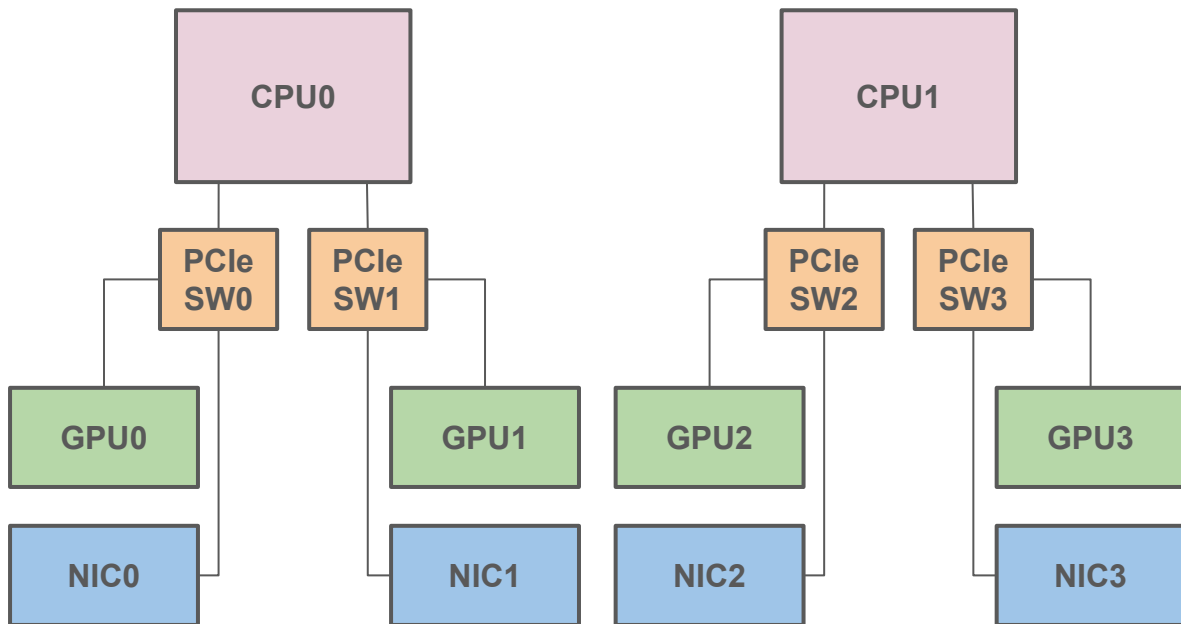 CPU0
CPU1
PCIe
SW0
PCIe
SW1
PCIe
SW2
PCIe
SW3
GPU0
GPU1
GPU2
GPU3
NIC0
NIC1
NIC2
NIC3